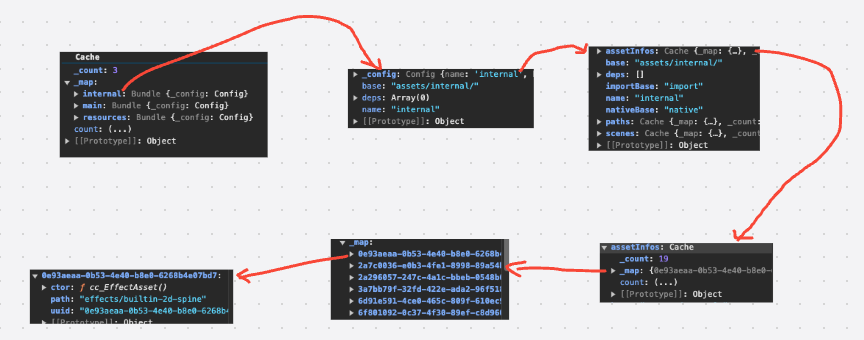 Cache
_count: 3
_map:
internal: Bundle {_config: Config}
main: Bundle {_config: Config}
resources: Bundle {_config: Config}
count: (...)
[[Prototype]]: Object
_config: Config {name: 'internal',
base: "assets/internal/"
deps: Array(0)
name: "internal"
[[Prototype]]: Object
assetInfos: Cache {_map: {…}, _
base: "assets/internal/"
deps: []
importBase: "import"
name: "internal"
nativeBase: "native"
paths: Cache {_map: {…}, _count:
scenes: Cache {_map: {…}, _count
[[Prototype]]: Object
0e93aeaa-0b53-4e40-b8e0-6268b4e07bd7:
ctor: ƒ cc_EffectAsset()
path: "effects/builtin-2d-spine"
uuid: "0e93aeaa-0b53-4e40-b8e0-6268b4
[[Prototype]]: Object
_map:
0e93aeaa-0b53-4e40-b8e0-6268b
2a7c0036-e0b3-4fe1-8998-89a54
2a296057-247c-4a1c-bbeb-0548b
3a7bb79f-32fd-422e-ada2-96f518
6d91e591-4ce0-465c-809f-610ec9
6f801092-0c37-4f30-89ef-c8d960
assetInfos: Cache
_count: 19
_map: {0e93aeaa-0b53-4e40-
count: (...)
[[Prototype]]: Object